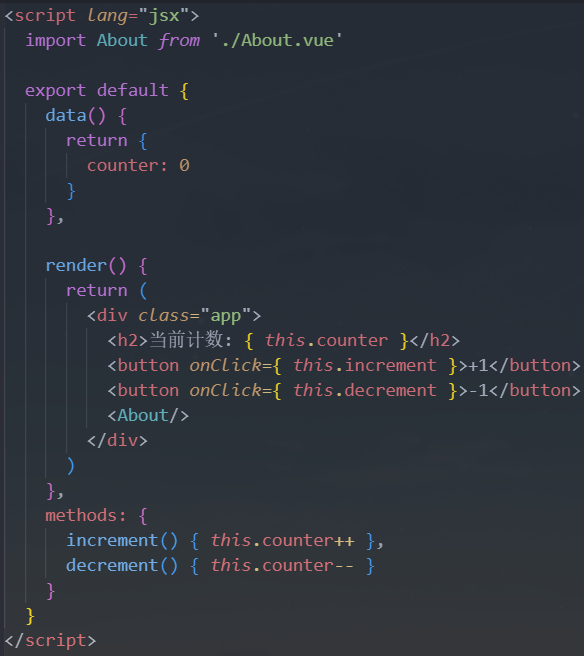 <script lang="jsx">
  import About from './About.vue'

  export default {
    data() {
      return {
        counter: 0
      }
    },

    render() {
      return (
        <div class="app">
          <h2>当前计数: { this.counter }</h2>
          <button onClick={ this.increment }>+1</button>
          <button onClick={ this.decrement }>-1</button>
          <About/>
        </div>
      )
    },
    methods: {
      increment() { this.counter++ },
      decrement() { this.counter-- }
    }
  }
</script>